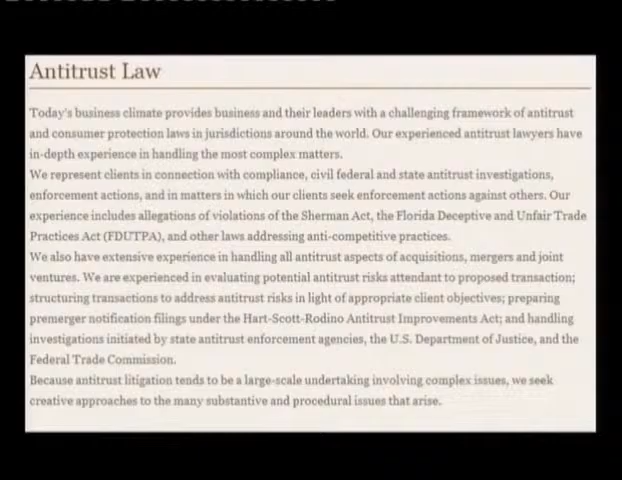 Antitrust Law
Today's business climate provides business and their leaders with a challenging framework of antitrust
and consumer protection laws in jurisdictions around the world. Our experienced antitrust lawyers have
in-depth experience in handling the most complex matters.
We represent clients in connection with compliance, civil federal and state antitrust investigations,
enforcement actions, and in matters in which our clients seek enforcement actions against others. Our
experience includes allegations of violations of the Sherman Act, the Florida Deceptive and Unfair Trade
Practices Act (FDUTPA), and other laws addressing anti-competitive practices.
We also have extensive experience in handling all antitrust aspects of acquisitions, mergers and joint
ventures. We are experienced in evaluating potential antitrust risks attendant to proposed transaction;
structuring transactions to address antitrust risks in light of appropriate client objectives; preparing
premerger notification filings under the Hart-Scott-Rodino Antitrust Improvements Act; and handling
investigations initiated by state antitrust enforcement agencies, the U.S. Department of Justice, and the
Federal Trade Commission.
Because antitrust litigation tends to be a large-scale undertaking involving complex issues, we seek
creative approaches to the many substantive and procedural issues that arise.